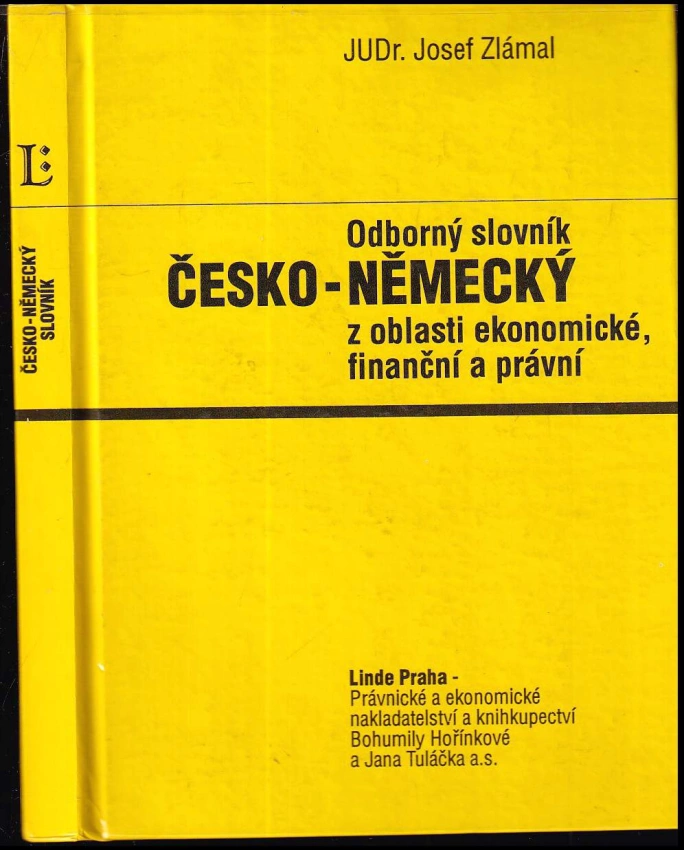 JUDr. Josef Zlámal
Odborný slovník
ČESKO-NĚMECKÝ
z oblasti ekonomické,
finanční a právní
Linde Praha -
Právnické a ekonomické
nakladatelství a knihkupectví
Bohumily Hořínkové
a Jana Tuláčka a.s.
L:
ČESKO-NĚMECKÝ
SLOVNÍK